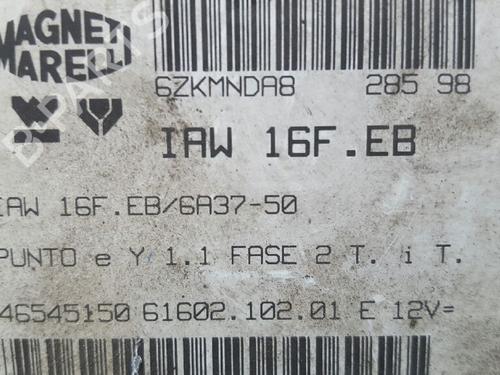 MAGNETI
MARELLI
6ZKMNDA8 285 98
IAW 16F.EB
IAW 16F.EB/6A37-50
PUNTO e Y 1.1 FASE 2 T. i T.
46545150 61602.102.01 E 12V=